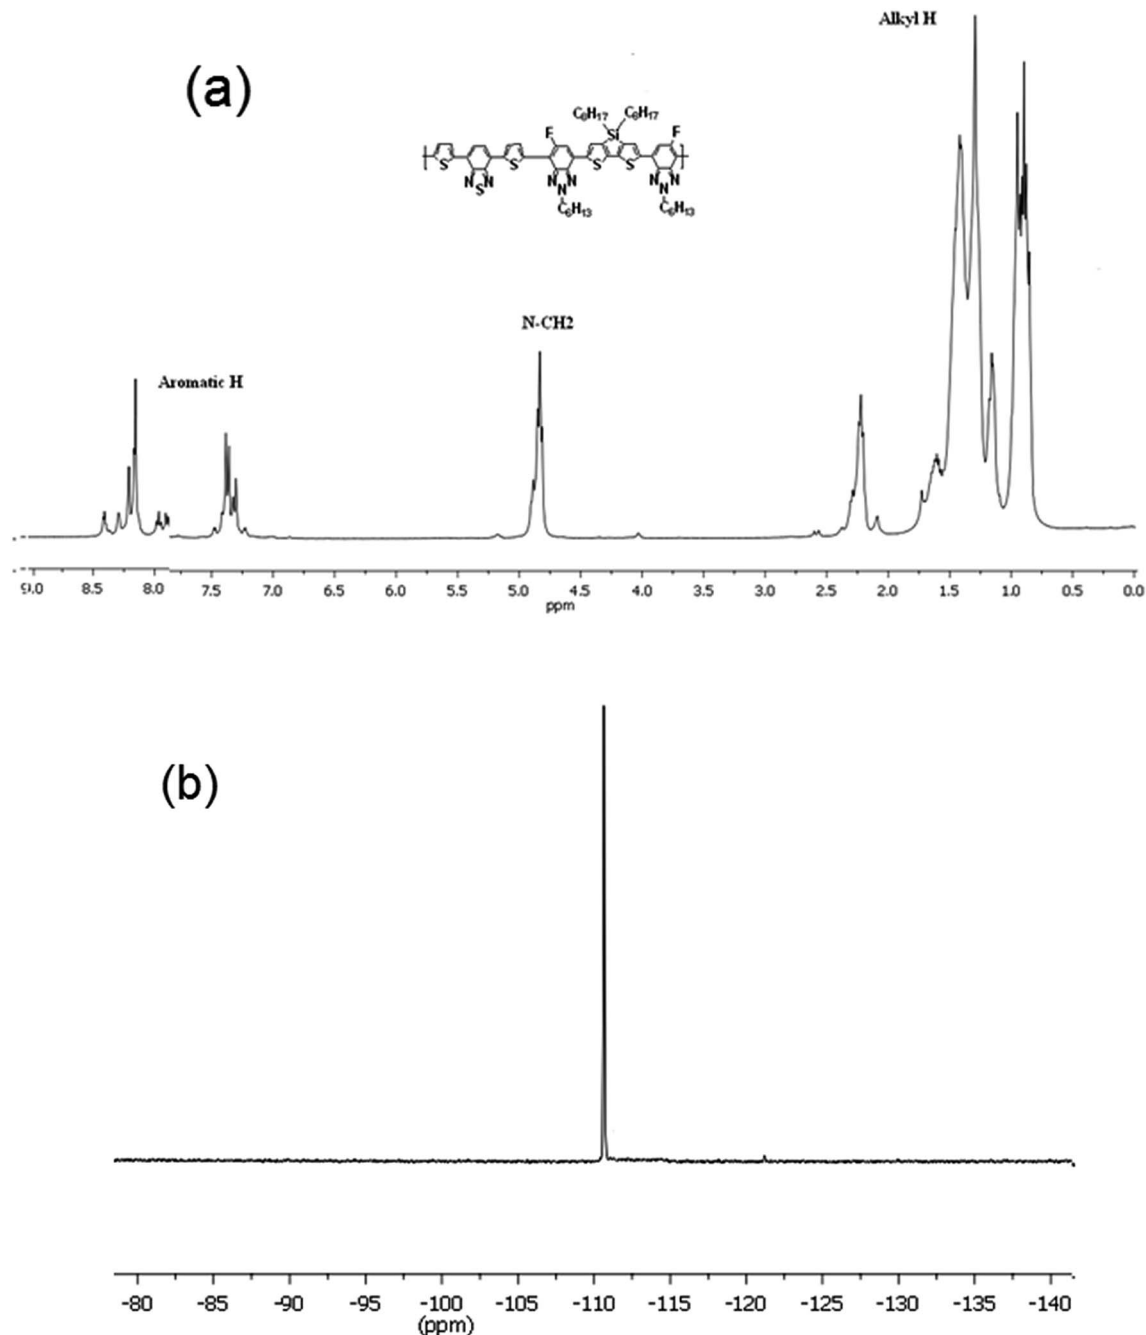 Alkyl H
(a)
C8H17 C8H17
F Si F
S S S S
N N N N N N
S N N
C6H13 C6H13
N-CH2
Aromatic H
9.0 8.5 8.0 7.5 7.0 6.5 6.0 5.5 5.0 4.5 4.0 3.5 3.0 2.5 2.0 1.5 1.0 0.5 0.0
ppm
(b)
-80 -85 -90 -95 -100 -105 -110 -115 -120 -125 -130 -135 -140
(ppm)